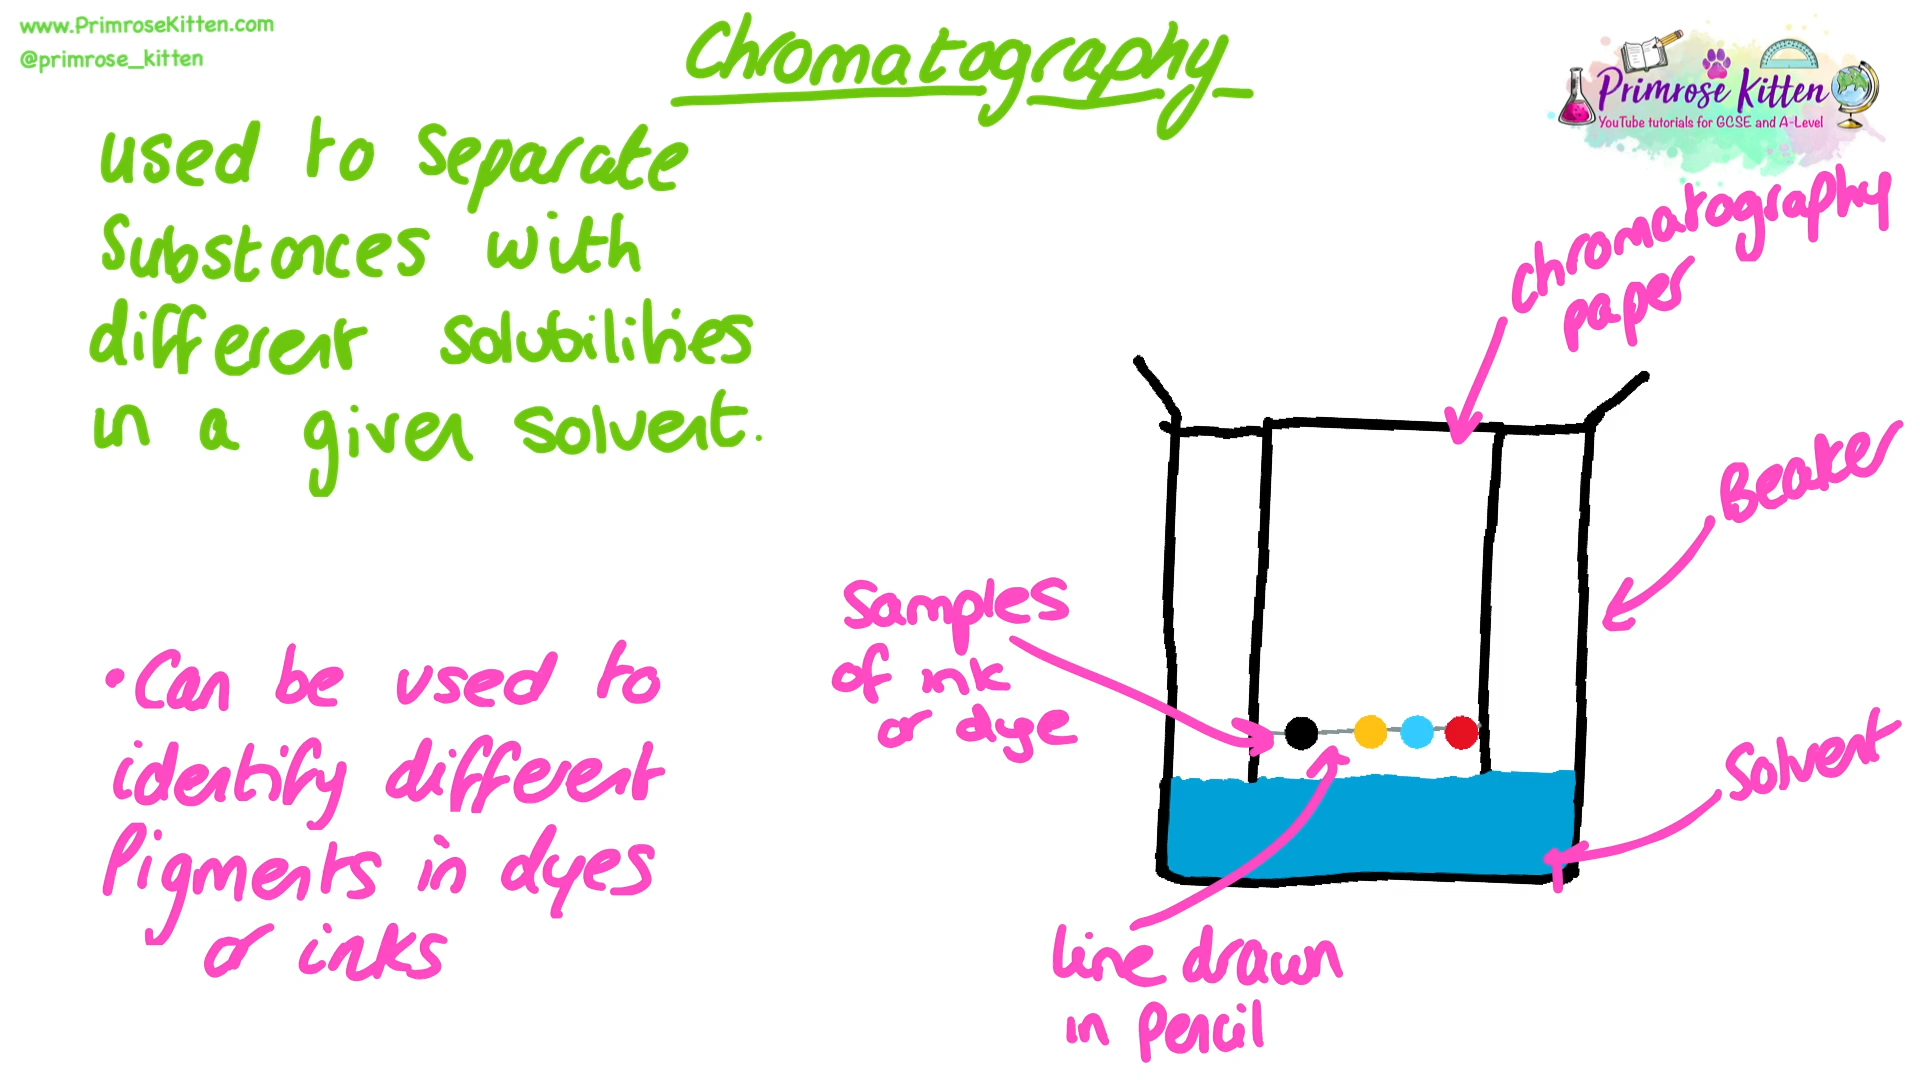 www.PrimroseKitten.com
@primrose_kitten
Chromatography
Primrose Kitten
YouTube tutorials for GCSE and A-Level
used to separate
substances with
different solubilities
in a given solvent.
• Can be used to
identify different
pigments in dyes
or inks
chromatography
paper
Beaker
Samples
of ink
or dye
Solvent
line drawn
in pencil